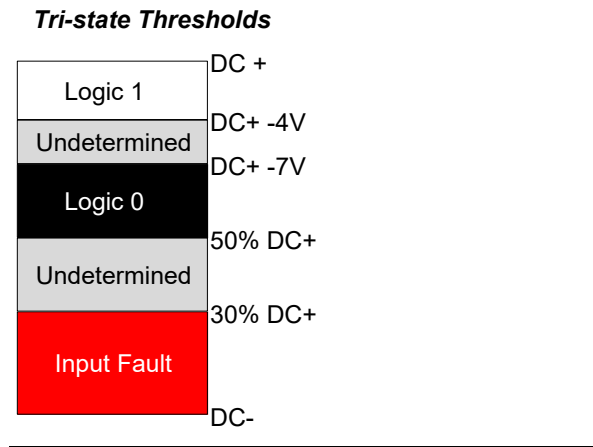 Tri-state Thresholds
DC +
Logic 1
DC+ -4V
Undetermined
DC+ -7V
Logic 0
50% DC+
Undetermined
30% DC+
Input Fault
DC-